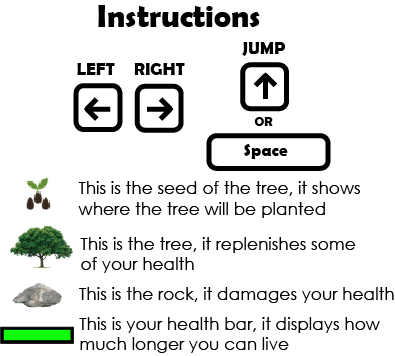 Instructions
JUMP
LEFT RIGHT
OR
Space
This is the seed of the tree, it shows
where the tree will be planted
This is the tree, it replenishes some
of your health
This is the rock, it damages your health
This is your health bar, it displays how
much longer you can live